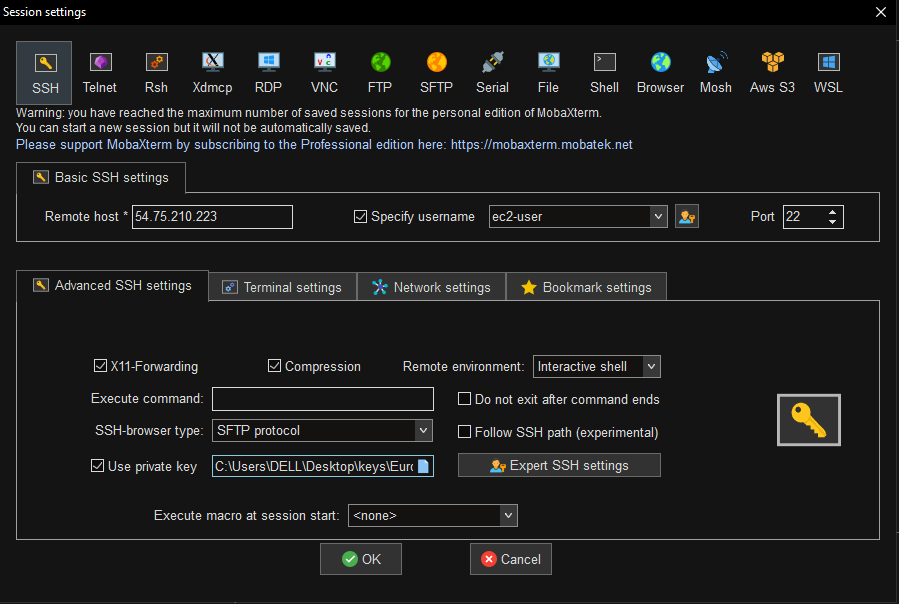 Session settings
SSH Telnet Rsh Xdmcp RDP VNC FTP SFTP Serial File Shell Browser Mosh Aws S3 WSL
Warning: you have reached the maximum number of saved sessions for the personal edition of MobaXterm.
You can start a new session but it will not be automatically saved.
Please support MobaXterm by subscribing to the Professional edition here: https://mobaxterm.mobatek.net
Basic SSH settings
Remote host * 54.75.210.223 Specify username ec2-user Port 22
Advanced SSH settings Terminal settings Network settings Bookmark settings
X11-Forwarding Compression Remote environment: Interactive shell
Execute command: Do not exit after command ends
SSH-browser type: SFTP protocol Follow SSH path (experimental)
Use private key C:\Users\DELL\Desktop\keys\Euro Expert SSH settings
Execute macro at session start: <none>
OK Cancel